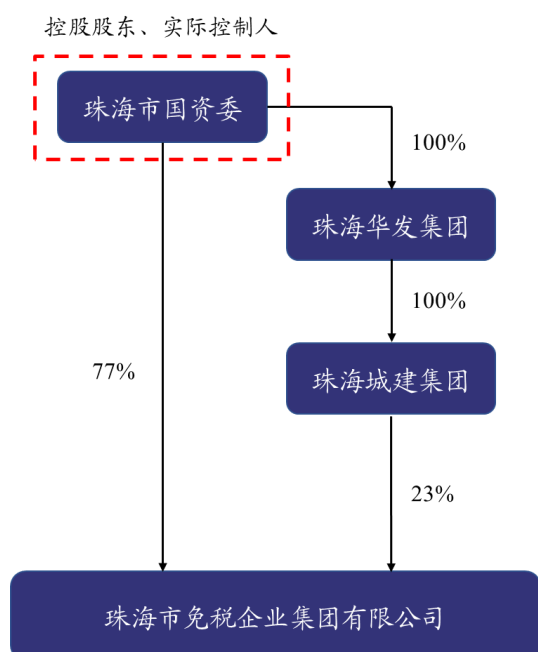 控股股东、实际控制人
珠海市国资委
100%
珠海华发集团
100%
珠海城建集团
77%
23%
珠海市免税企业集团有限公司